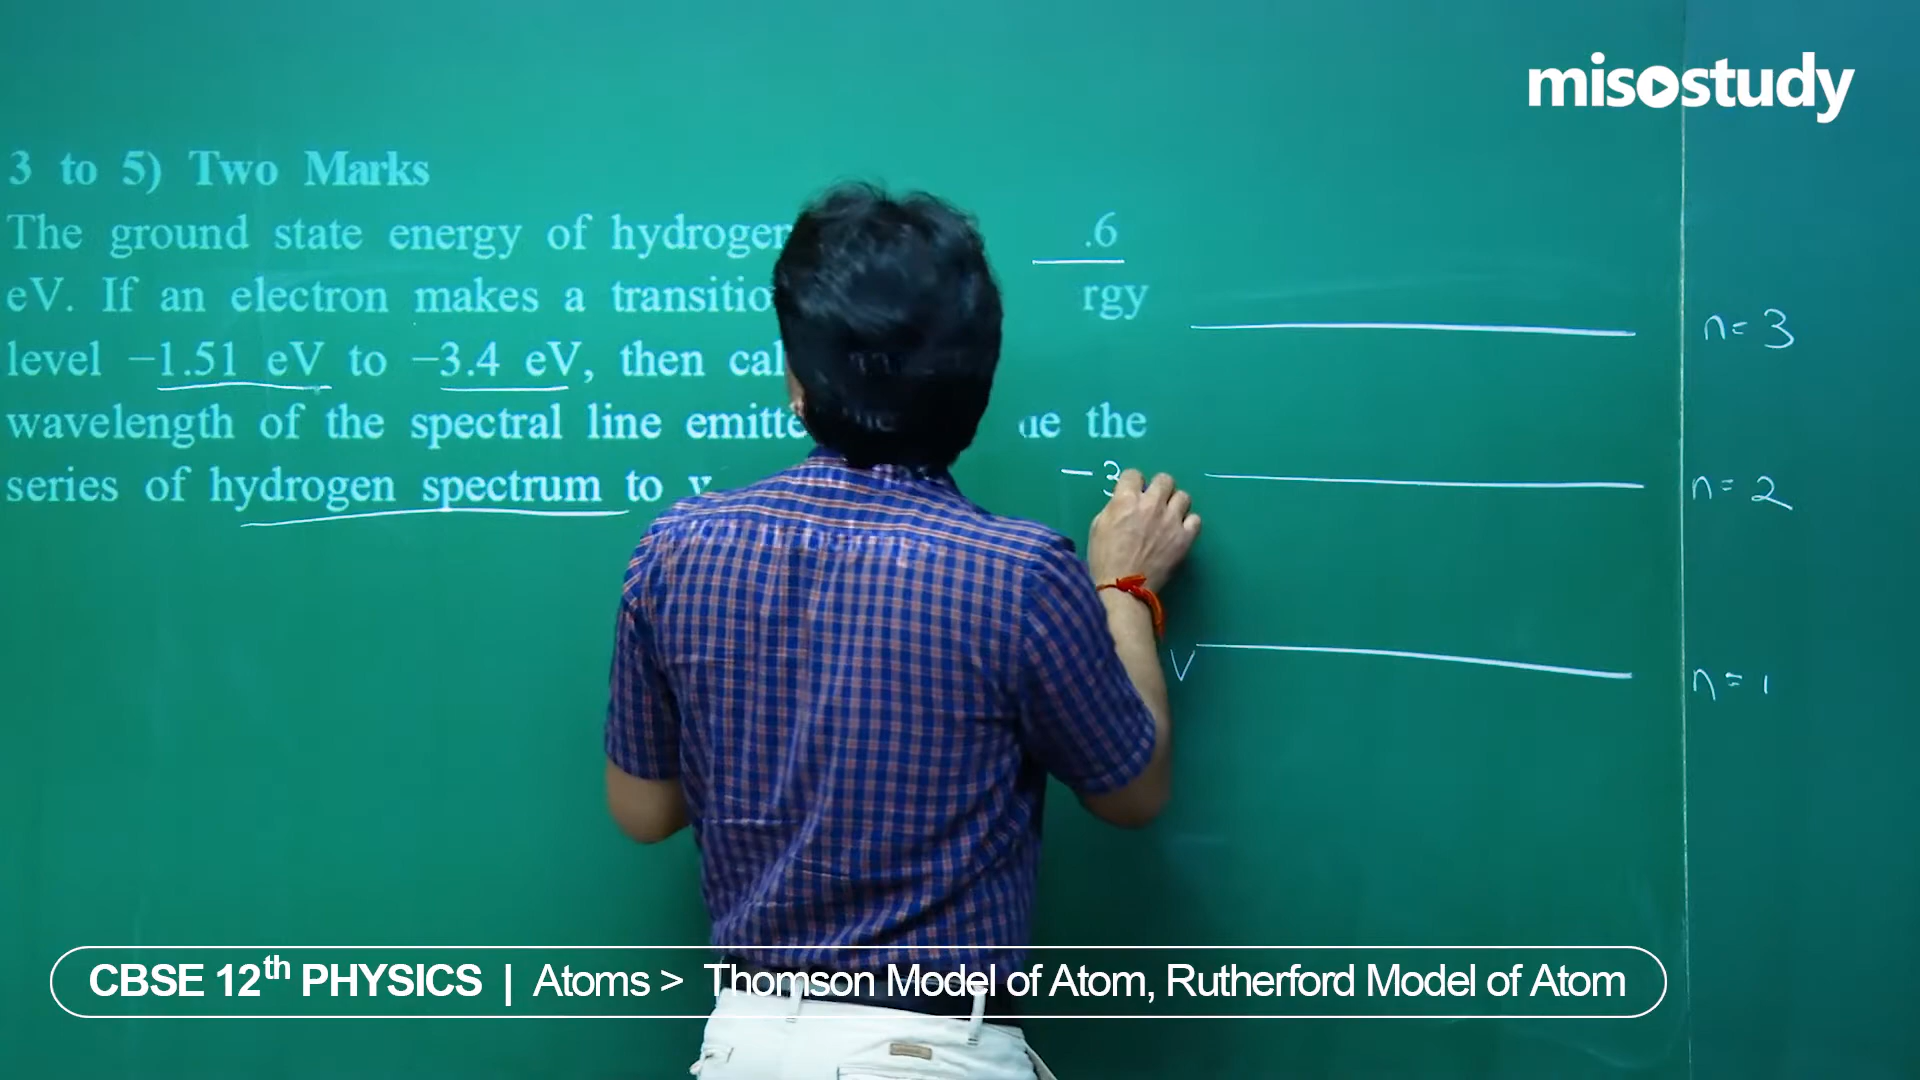 misostudy
3 to 5) Two Marks
The ground state energy of hydrogen .6
eV. If an electron makes a transitio rgy
level −1.51 eV to −3.4 eV, then cal
wavelength of the spectral line emitte the
series of hydrogen spectrum to
n= 3
n= 2
V n= 1
CBSE 12th PHYSICS | Atoms > Thomson Model of Atom, Rutherford Model of Atom